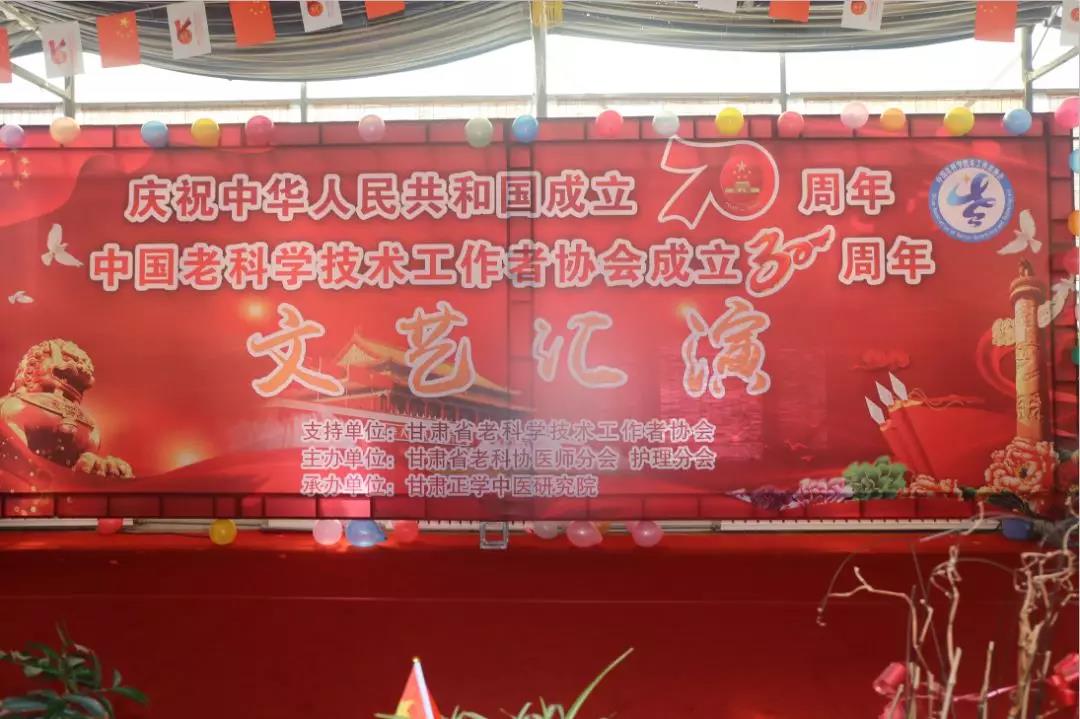 庆祝中华人民共和国成立70周年
中国老科学技术工作者协会成立30周年
文艺汇演
支持单位：甘肃省老科学技术工作者协会
主办单位：甘肃省老科协医师分会 护理分会
承办单位：甘肃正学中医研究院